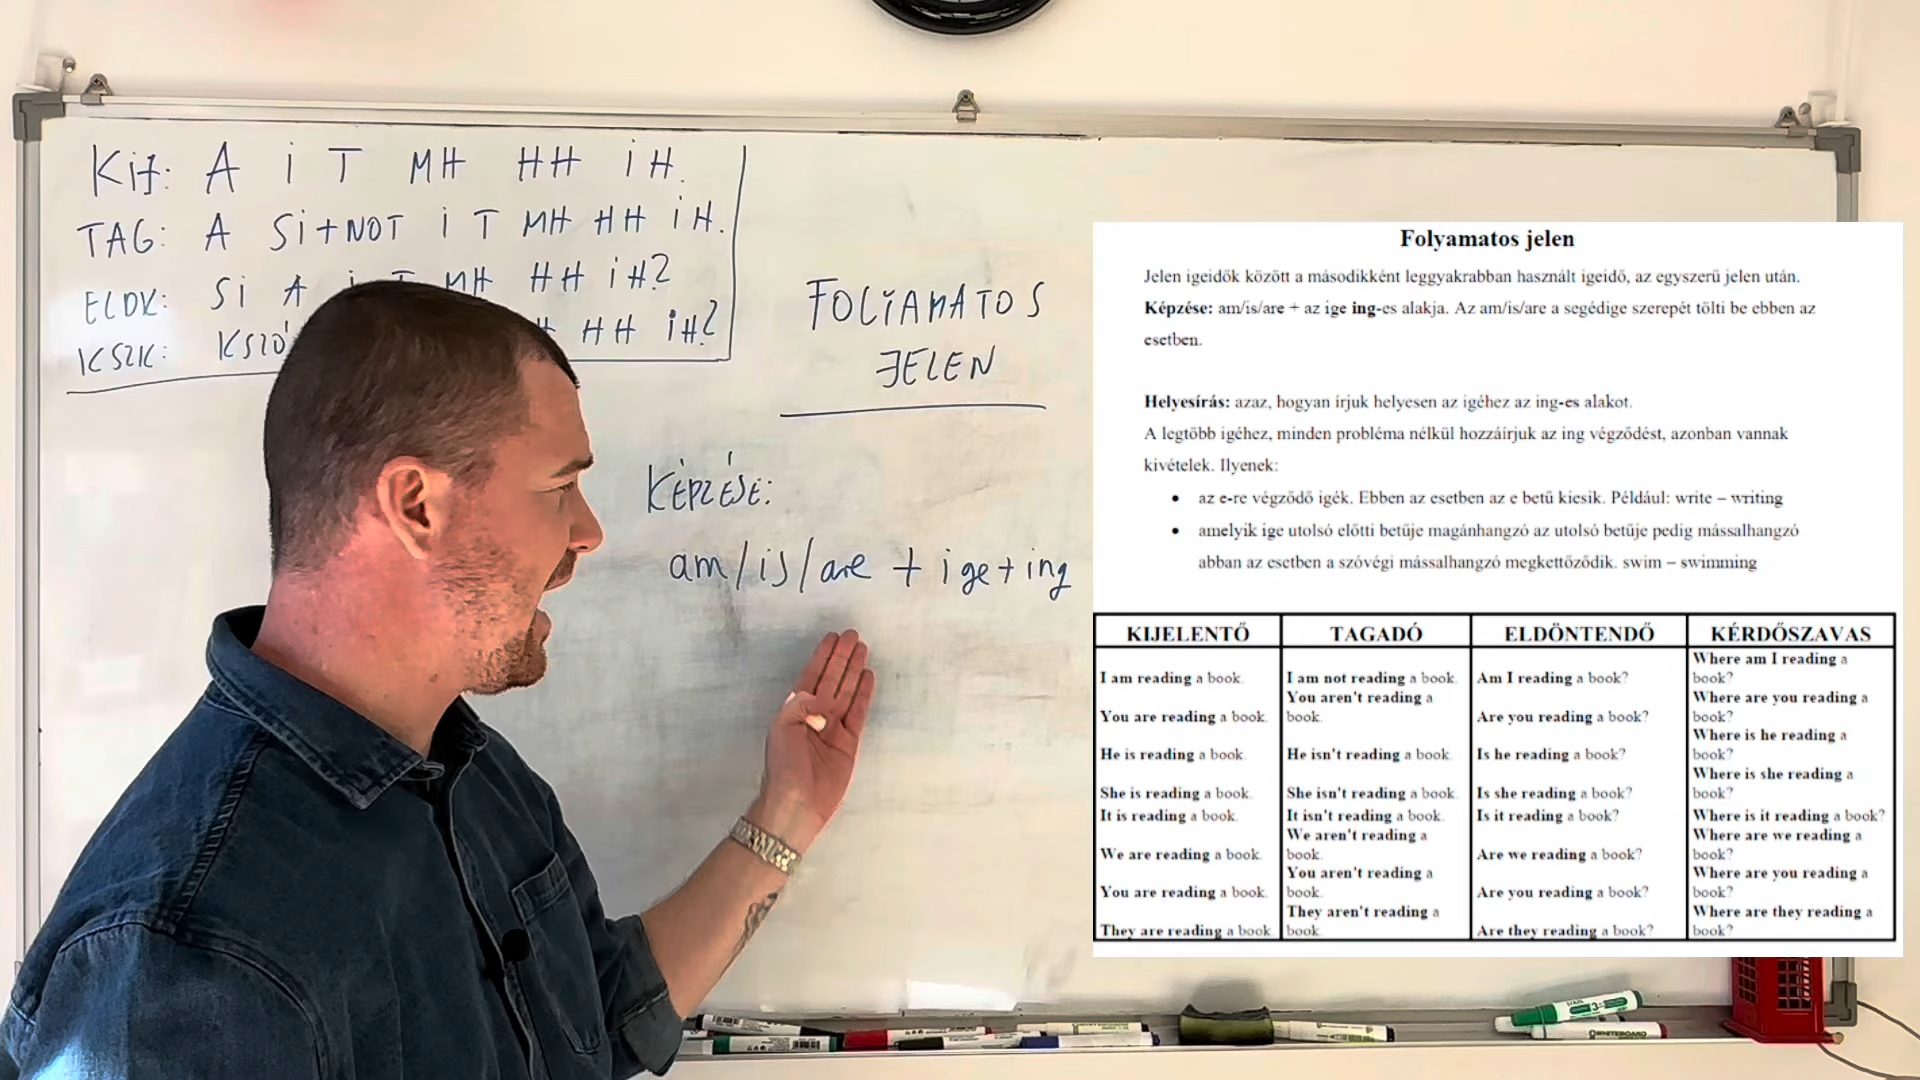 Kij: A i T MH HH iH.
TAG: A Si+NOT i T MH HH iH.
ELDK: Si A i T MH HH iH?
KSZK: KSZÓ HH iH?
FOLYAMATOS
JELEN
KÉPZÉSE:
am/is/are + ige+ing
Folyamatos jelen
Jelen igeidők között a másodikként leggyakrabban használt igeidő, az egyszerű jelen után.
Képzése: am/is/are + az ige ing-es alakja. Az am/is/are a segédige szerepét tölti be ebben az
esetben.
Helyesírás: azaz, hogyan írjuk helyesen az igéhez az ing-es alakot.
A legtöbb igéhez, minden probléma nélkül hozzáírjuk az ing végződést, azonban vannak
kivételek. Ilyenek:
• az e-re végződő igék. Ebben az esetben az e betű kiesik. Például: write – writing
• amelyik ige utolsó előtti betűje magánhangzó az utolsó betűje pedig mássalhangzó
abban az esetben a szóvégi mássalhangzó megkettőződik. swim – swimming
KIJELENTŐ TAGADÓ ELDÖNTENDŐ KÉRDŐSZAVAS
I am reading a book.
You are reading a book.
He is reading a book.
She is reading a book.
It is reading a book.
We are reading a book.
You are reading a book.
They are reading a book
I am not reading a book.
You aren't reading a
book.
He isn't reading a book.
She isn't reading a book.
It isn't reading a book.
We aren't reading a
book.
You aren't reading a
book.
They aren't reading a
book.
Am I reading a book?
Are you reading a book?
Is he reading a book?
Is she reading a book?
Is it reading a book?
Are we reading a book?
Are you reading a book?
Are they reading a book?
Where am I reading a
book?
Where are you reading a
book?
Where is he reading a
book?
Where is she reading a
book?
Where is it reading a book?
Where are we reading a
book?
Where are you reading a
book?
Where are they reading a
book?